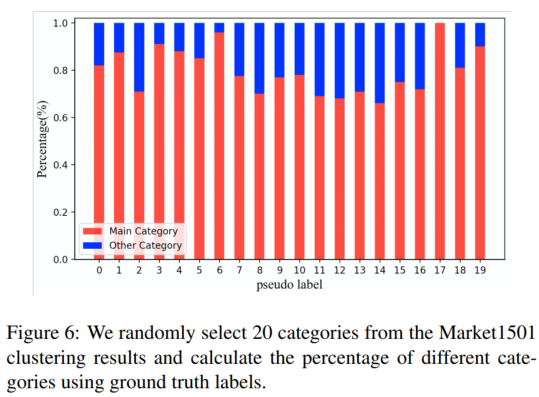 1.0
0.8
0.6
0.4
0.2
0.0
Percentage(%)
Main Category
Other Category
0 1 2 3 4 5 6 7 8 9 10 11 12 13 14 15 16 17 18 19
pseudo label
Figure 6: We randomly select 20 categories from the Market1501
clustering results and calculate the percentage of different cate-
gories using ground truth labels.